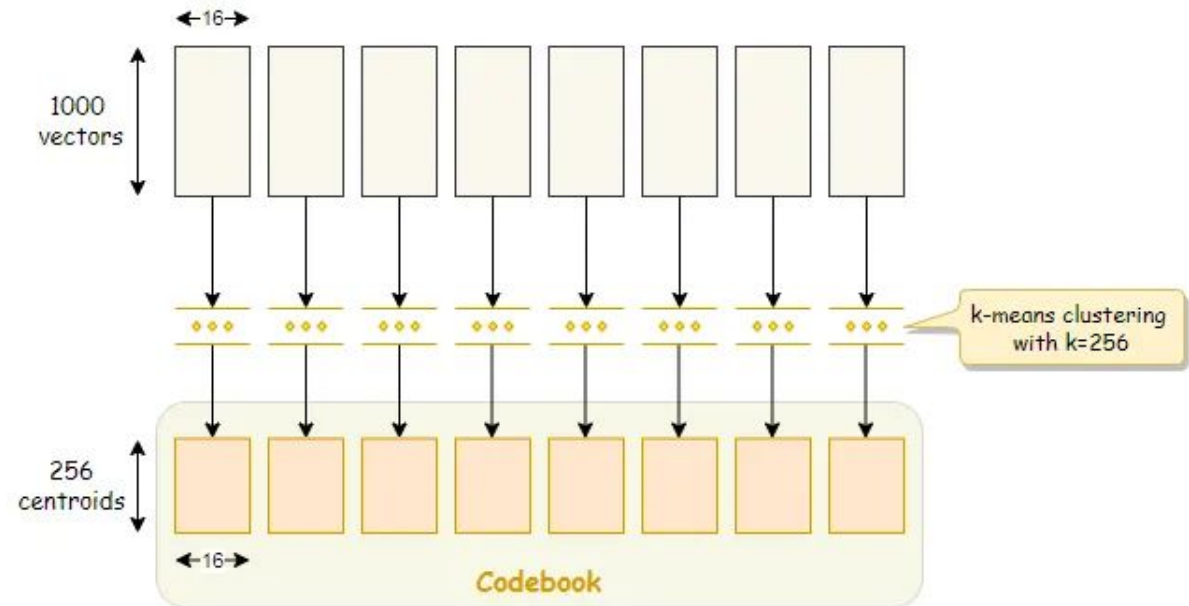 16
1000
vectors
k-means clustering
with k=256
256
centroids
16
Codebook